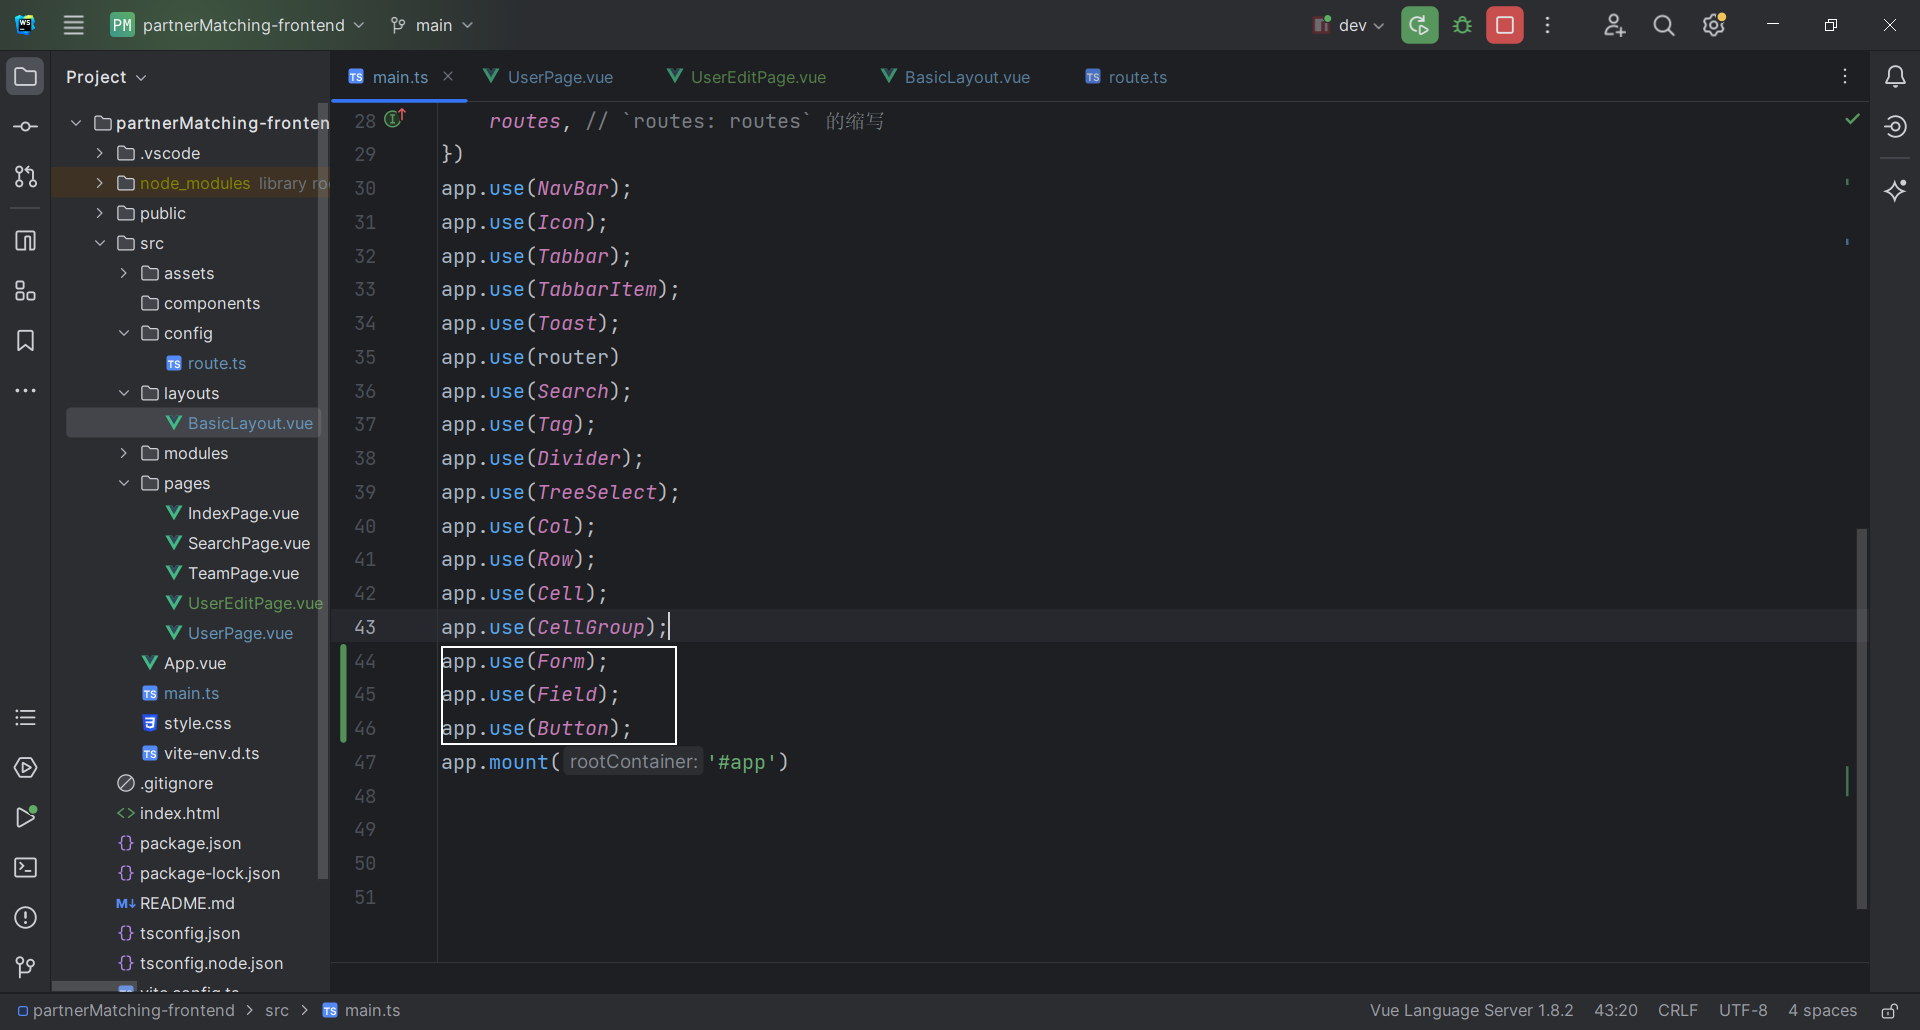 PM partnerMatching-frontend main dev
Project
main.ts UserPage.vue UserEditPage.vue BasicLayout.vue route.ts
partnerMatching-fronten
.vscode
node_modules library ro
public
src
assets
components
config
route.ts
layouts
BasicLayout.vue
modules
pages
IndexPage.vue
SearchPage.vue
TeamPage.vue
UserEditPage.vue
UserPage.vue
App.vue
main.ts
style.css
vite-env.d.ts
.gitignore
index.html
package.json
package-lock.json
README.md
tsconfig.json
tsconfig.node.json
vite.config.ts
28 routes, // `routes: routes` 的缩写
29 })
30 app.use(NavBar);
31 app.use(Icon);
32 app.use(Tabbar);
33 app.use(TabbarItem);
34 app.use(Toast);
35 app.use(router)
36 app.use(Search);
37 app.use(Tag);
38 app.use(Divider);
39 app.use(TreeSelect);
40 app.use(Col);
41 app.use(Row);
42 app.use(Cell);
43 app.use(CellGroup);
44 app.use(Form);
45 app.use(Field);
46 app.use(Button);
47 app.mount( rootContainer: '#app')
48
49
50
51
partnerMatching-frontend > src > main.ts Vue Language Server 1.8.2 43:20 CRLF UTF-8 4 spaces